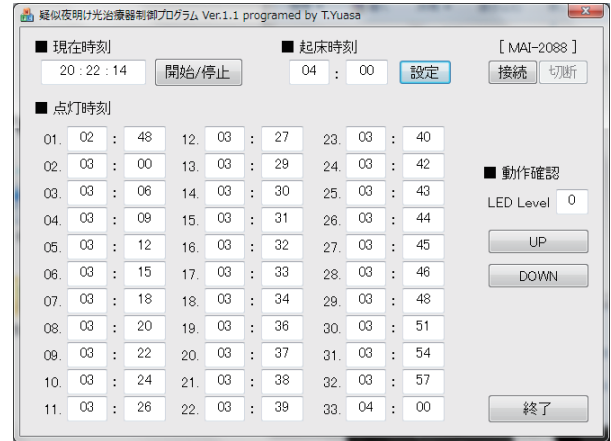 疑似夜明け光治療器制御プログラム Ver.1.1 programed by T.Yuasa
■ 現在時刻 ■ 起床時刻 [ MAI-2088 ]
20 : 22 : 14 開始/停止 04 : 00 設定 接続 切断
■ 点灯時刻
01. 02 : 48 12. 03 : 27 23. 03 : 40
02. 03 : 00 13. 03 : 29 24. 03 : 42
03. 03 : 06 14. 03 : 30 25. 03 : 43
04. 03 : 09 15. 03 : 31 26. 03 : 44
05. 03 : 12 16. 03 : 32 27. 03 : 45
06. 03 : 15 17. 03 : 33 28. 03 : 46
07. 03 : 18 18. 03 : 34 29. 03 : 48
08. 03 : 20 19. 03 : 36 30. 03 : 51
09. 03 : 22 20. 03 : 37 31. 03 : 54
10. 03 : 24 21. 03 : 38 32. 03 : 57
11. 03 : 26 22. 03 : 39 33. 04 : 00
■ 動作確認
LED Level 0
UP
DOWN
終了